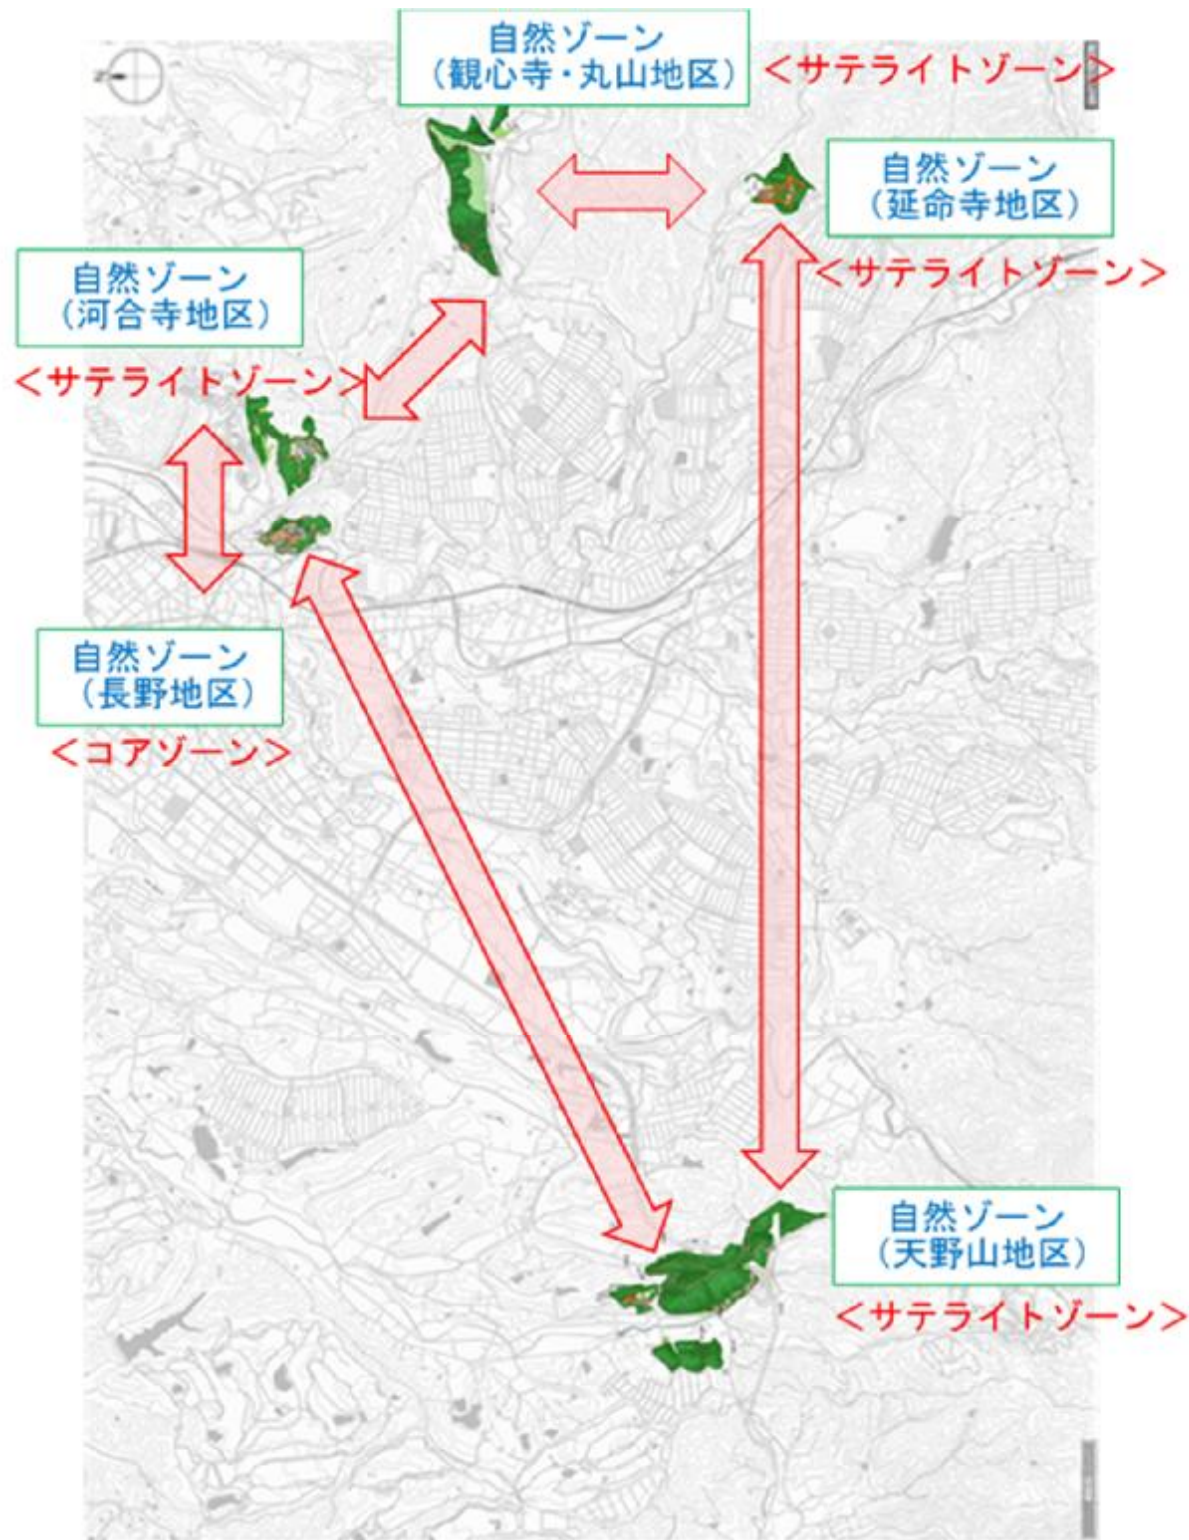 自然ゾーン
（観心寺・丸山地区）
＜サテライトゾーン＞
自然ゾーン
（延命寺地区）
＜サテライトゾーン＞
自然ゾーン
（河合寺地区）
＜サテライトゾーン＞
自然ゾーン
（長野地区）
＜コアゾーン＞
自然ゾーン
（天野山地区）
＜サテライトゾーン＞